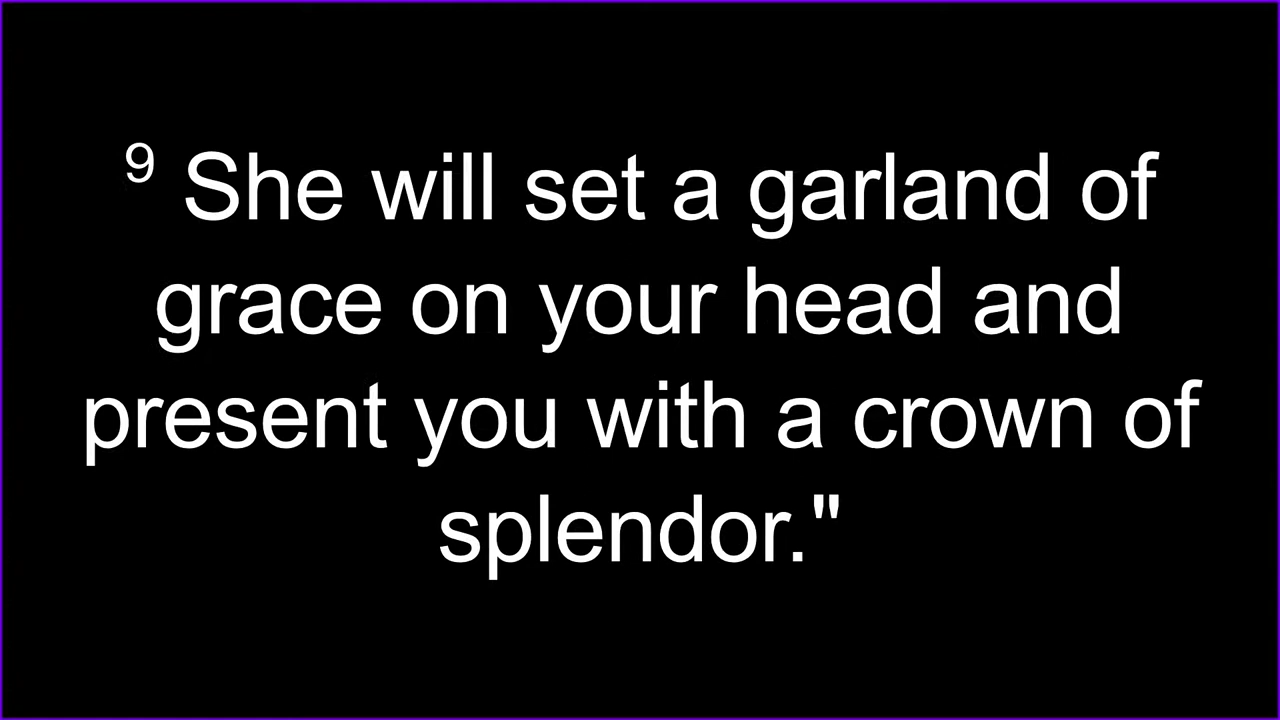 ⁹ She will set a garland of
grace on your head and
present you with a crown of
splendor."